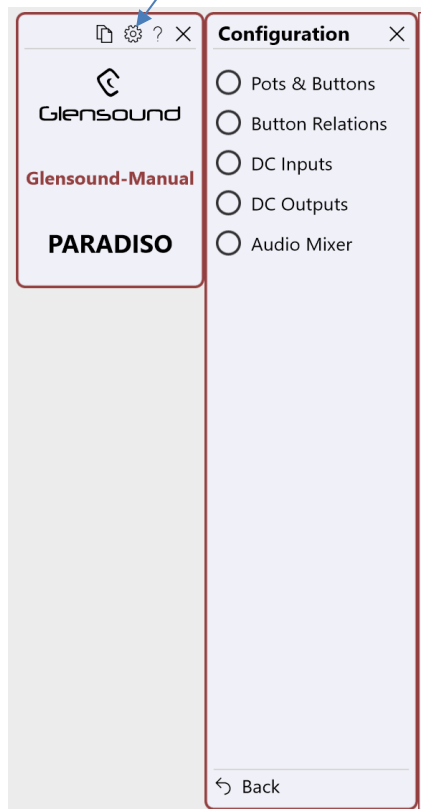 ?
Glensound
Glensound-Manual
PARADISO
Configuration
Pots & Buttons
Button Relations
DC Inputs
DC Outputs
Audio Mixer
Back